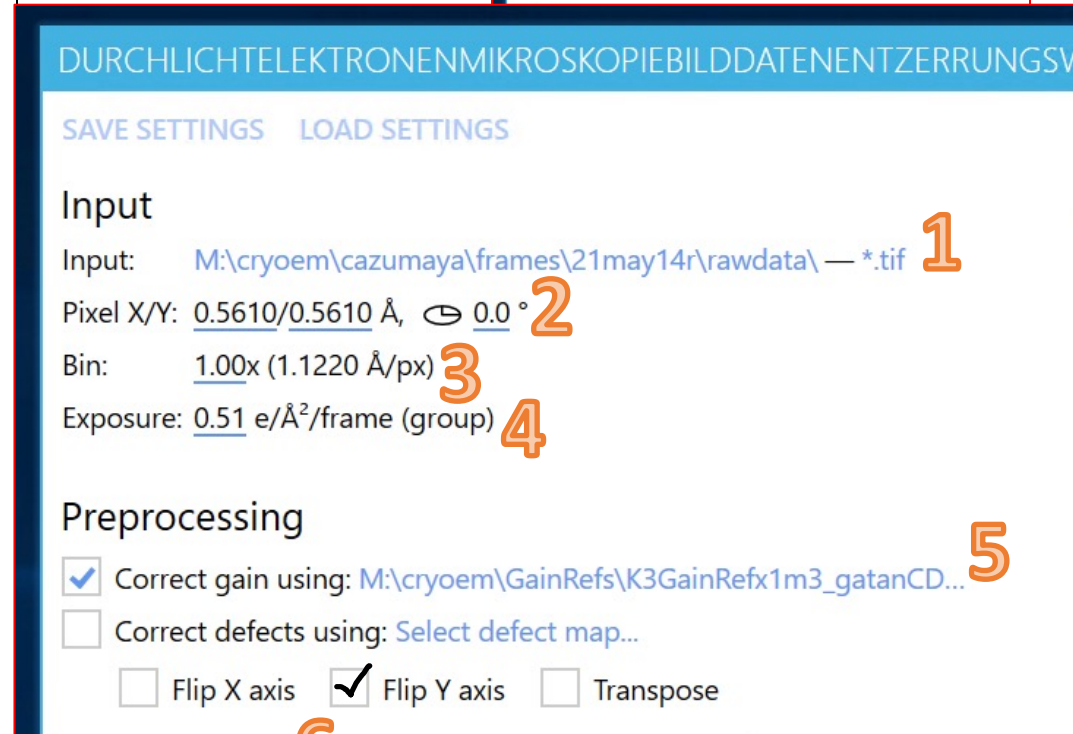 DURCHLICHTELEKTRONENMIKROSKOPIEBILDDATENENTZERRUNGSV
SAVE SETTINGS LOAD SETTINGS
Input
Input: M:\cryoem\cazumaya\frames\21may14r\rawdata\ — *.tif 1
Pixel X/Y: 0.5610/0.5610 Å, 0.0 ° 2
Bin: 1.00x (1.1220 Å/px) 3
Exposure: 0.51 e/Å²/frame (group) 4
Preprocessing
Correct gain using: M:\cryoem\GainRefs\K3GainRefx1m3_gatanCD... 5
Correct defects using: Select defect map...
Flip X axis Flip Y axis Transpose